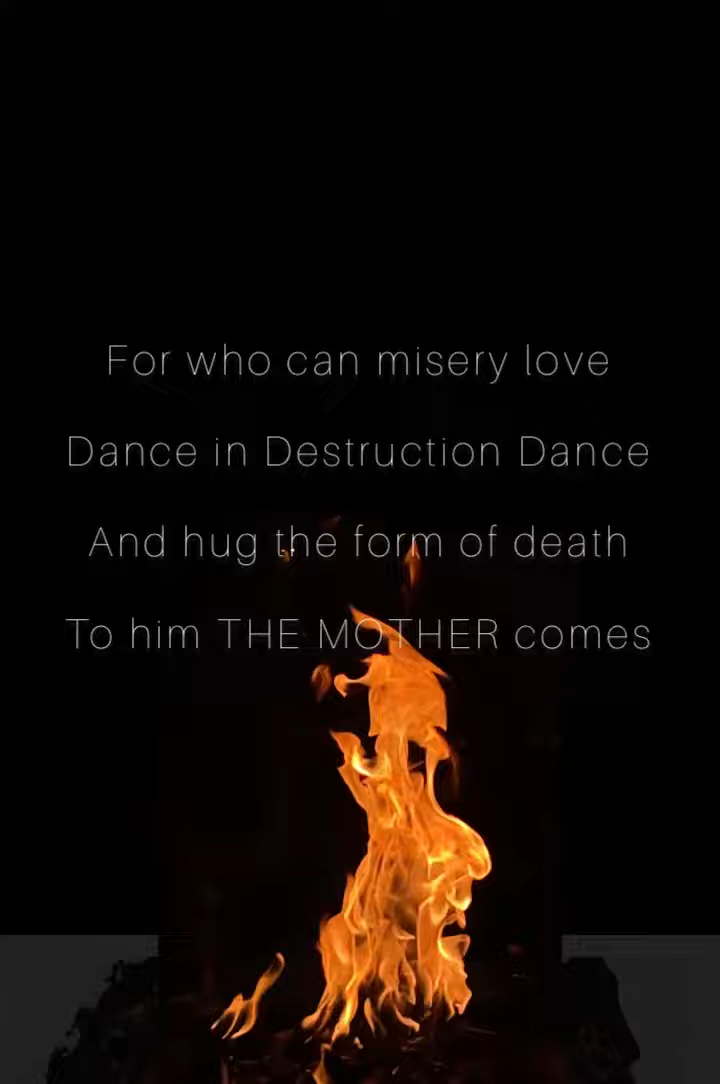 For who can misery love
Dance in Destruction Dance
And hug the form of death
To him THE MOTHER comes